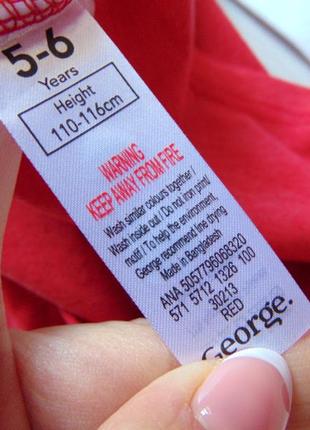 5-6
Years
Height
110-116cm
WARNING
KEEP AWAY FROM FIRE
Wash similar colours together/
Wash inside out / Do not iron print/
motif / To help the environment,
George recommend line drying
Made in Bangladesh
ANA 5057796068320
571 5712 1326 100
30213
RED
George.